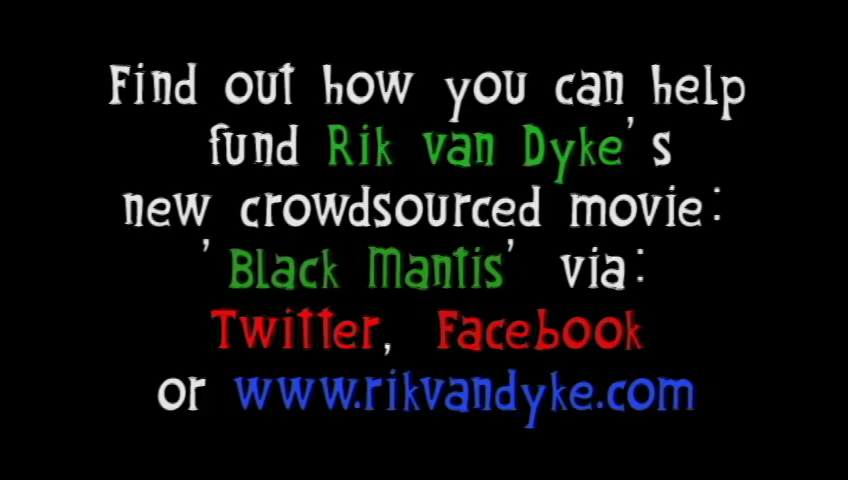 Find out how you can help
fund Rik van Dyke's
new crowdsourced movie:
'Black Mantis' via:
Twitter, Facebook
or www.rikvandyke.com